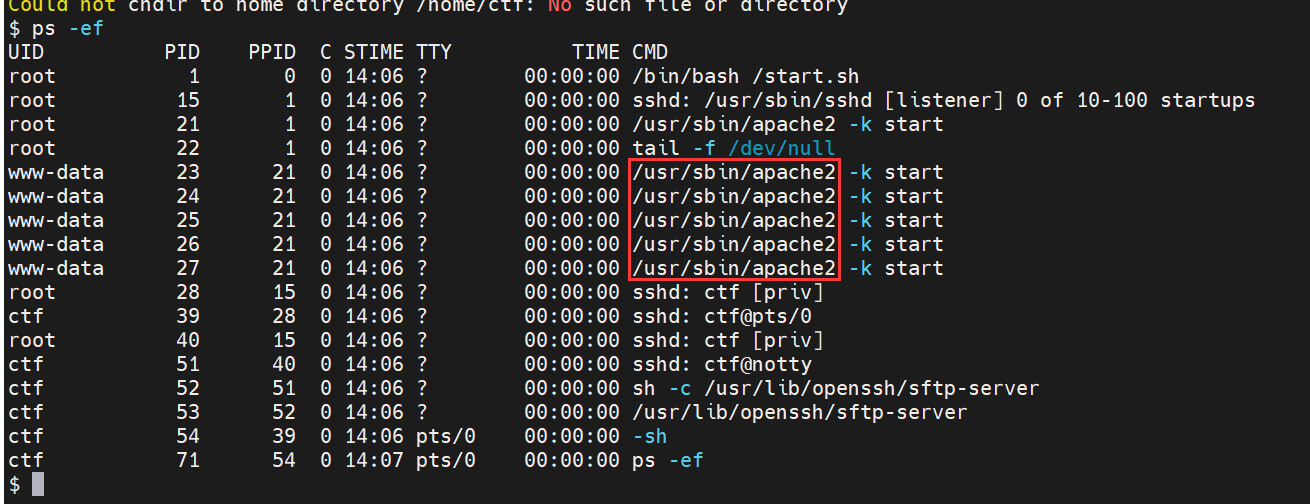 Could not chdir to home directory /home/ctf: No such file or directory
$ ps -ef
UID          PID    PPID  C STIME TTY          TIME CMD
root           1       0  0 14:06 ?        00:00:00 /bin/bash /start.sh
root          15       1  0 14:06 ?        00:00:00 sshd: /usr/sbin/sshd [listener] 0 of 10-100 startups
root          21       1  0 14:06 ?        00:00:00 /usr/sbin/apache2 -k start
root          22       1  0 14:06 ?        00:00:00 tail -f /dev/null
www-data      23      21  0 14:06 ?        00:00:00 /usr/sbin/apache2 -k start
www-data      24      21  0 14:06 ?        00:00:00 /usr/sbin/apache2 -k start
www-data      25      21  0 14:06 ?        00:00:00 /usr/sbin/apache2 -k start
www-data      26      21  0 14:06 ?        00:00:00 /usr/sbin/apache2 -k start
www-data      27      21  0 14:06 ?        00:00:00 /usr/sbin/apache2 -k start
root          28      15  0 14:06 ?        00:00:00 sshd: ctf [priv]
ctf           39      28  0 14:06 ?        00:00:00 sshd: ctf@pts/0
root          40      15  0 14:06 ?        00:00:00 sshd: ctf [priv]
ctf           51      40  0 14:06 ?        00:00:00 sshd: ctf@notty
ctf           52      51  0 14:06 ?        00:00:00 sh -c /usr/lib/openssh/sftp-server
ctf           53      52  0 14:06 ?        00:00:00 /usr/lib/openssh/sftp-server
ctf           54      39  0 14:06 pts/0    00:00:00 -sh
ctf           71      54  0 14:07 pts/0    00:00:00 ps -ef
$